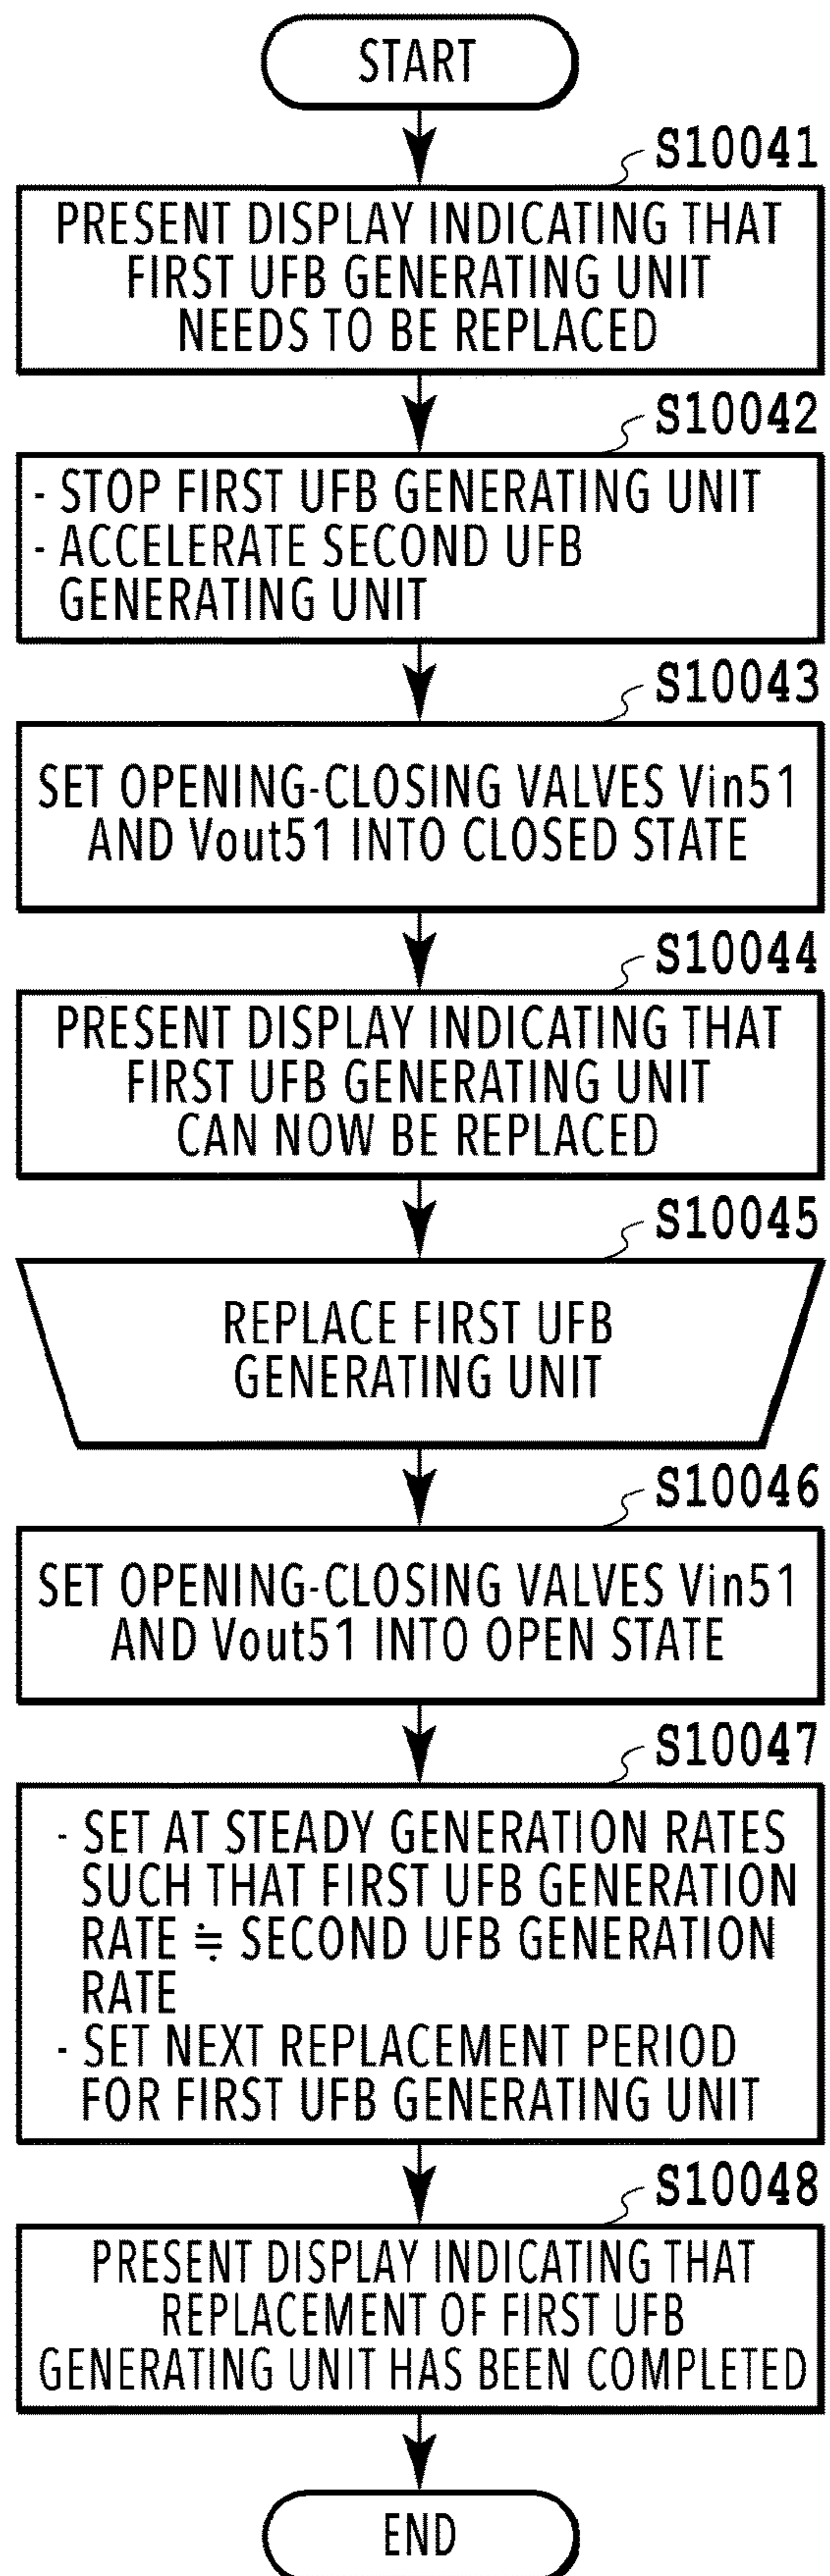 START
S10041
PRESENT DISPLAY INDICATING THAT
FIRST UFB GENERATING UNIT
NEEDS TO BE REPLACED
S10042
- STOP FIRST UFB GENERATING UNIT
- ACCELERATE SECOND UFB
GENERATING UNIT
S10043
SET OPENING-CLOSING VALVES Vin51
AND Vout51 INTO CLOSED STATE
S10044
PRESENT DISPLAY INDICATING THAT
FIRST UFB GENERATING UNIT
CAN NOW BE REPLACED
S10045
REPLACE FIRST UFB
GENERATING UNIT
S10046
SET OPENING-CLOSING VALVES Vin51
AND Vout51 INTO OPEN STATE
S10047
- SET AT STEADY GENERATION RATES
SUCH THAT FIRST UFB GENERATION
RATE ≒ SECOND UFB GENERATION
RATE
- SET NEXT REPLACEMENT PERIOD
FOR FIRST UFB GENERATING UNIT
S10048
PRESENT DISPLAY INDICATING THAT
REPLACEMENT OF FIRST UFB
GENERATING UNIT HAS BEEN COMPLETED
END